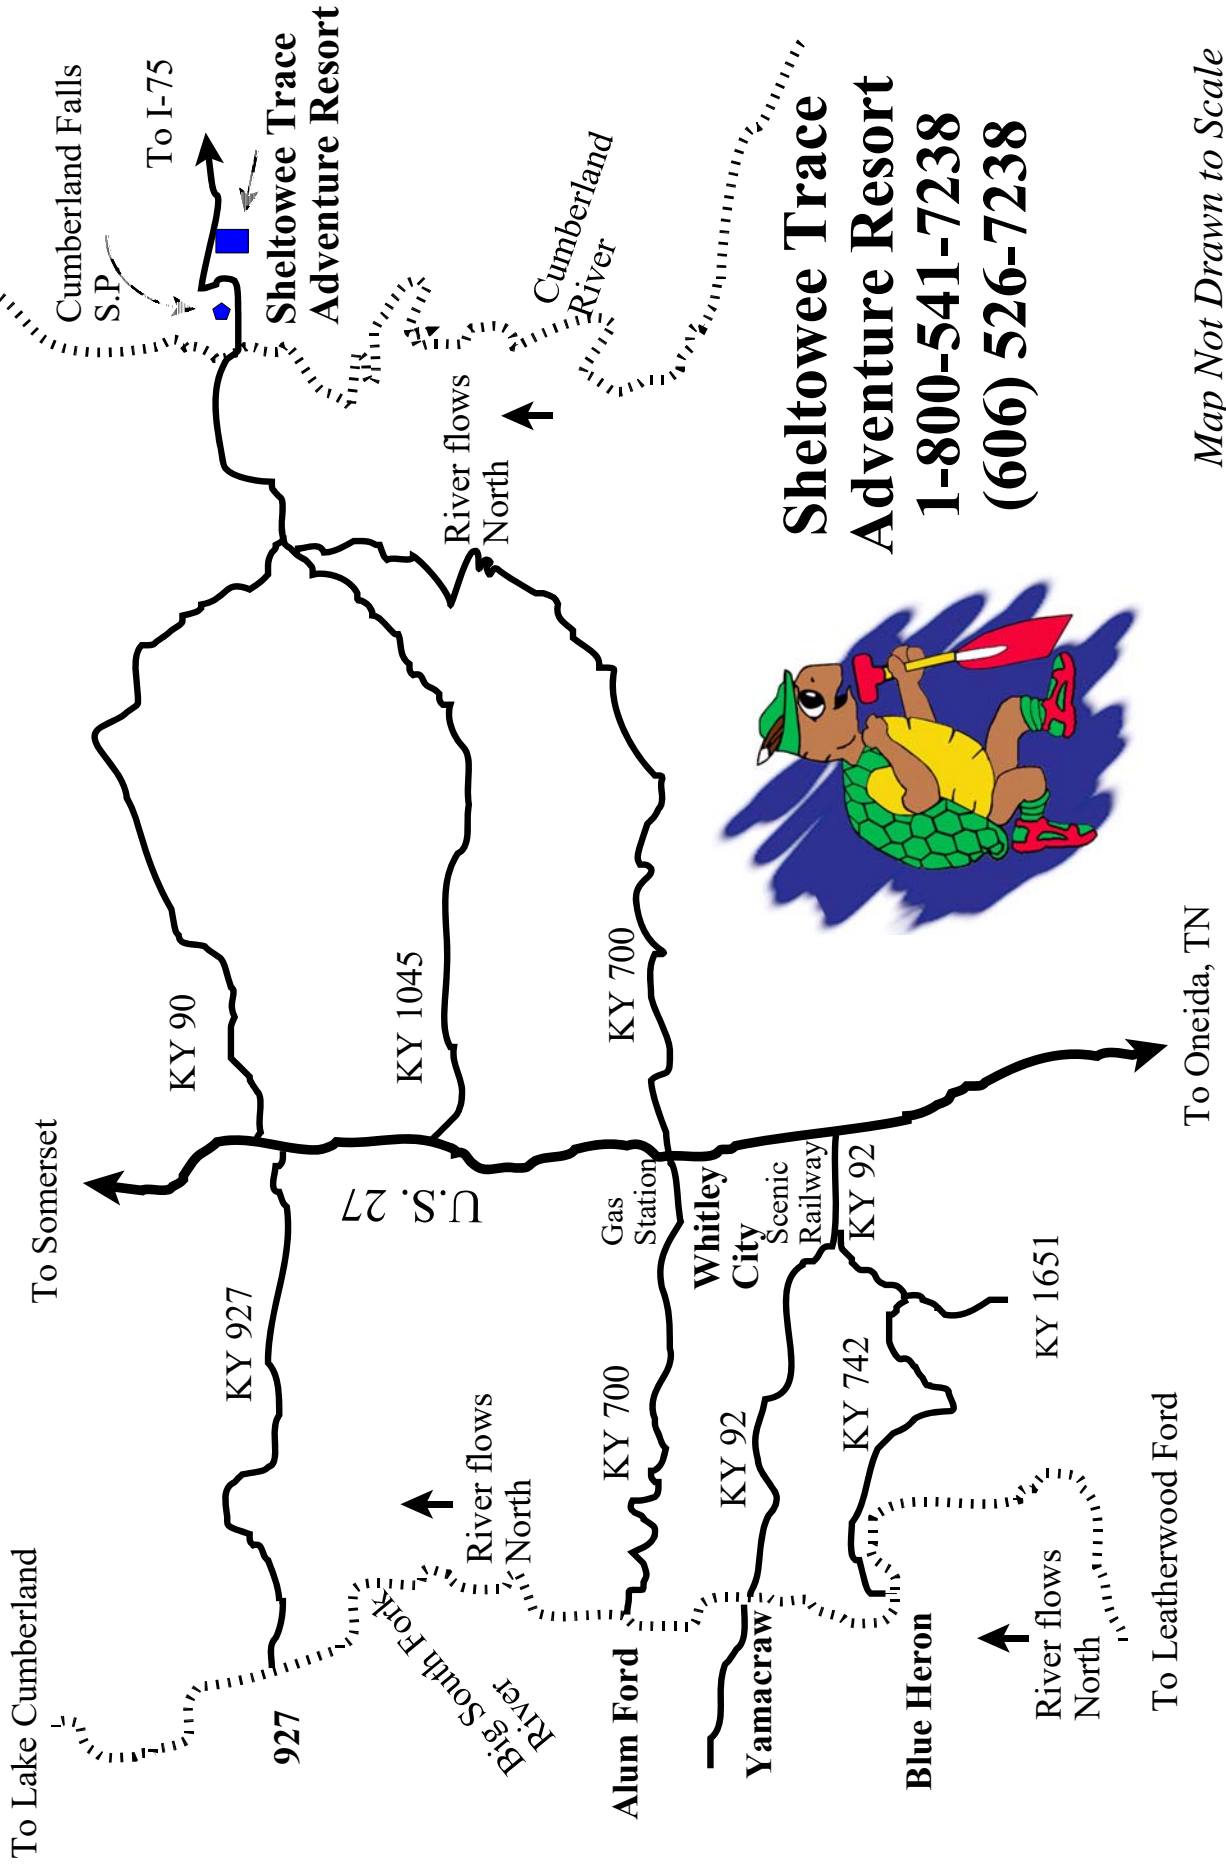 To Lake Cumberland
To Somerset
Cumberland Falls
S.P.
To I-75
Sheltowee Trace
Adventure Resort
927
KY 927
KY 90
U.S. 27
KY 1045
Big South Fork
River
River flows
North
River flows
North
Cumberland
River
Alum Ford
KY 700
Gas
Station
KY 700
Whitley
City
Yamacraw
KY 92
Scenic
Railway
KY 92
KY 742
Blue Heron
KY 1651
River flows
North
To Leatherwood Ford
To Oneida, TN
Sheltowee Trace
Adventure Resort
1-800-541-7238
(606) 526-7238
Map Not Drawn to Scale